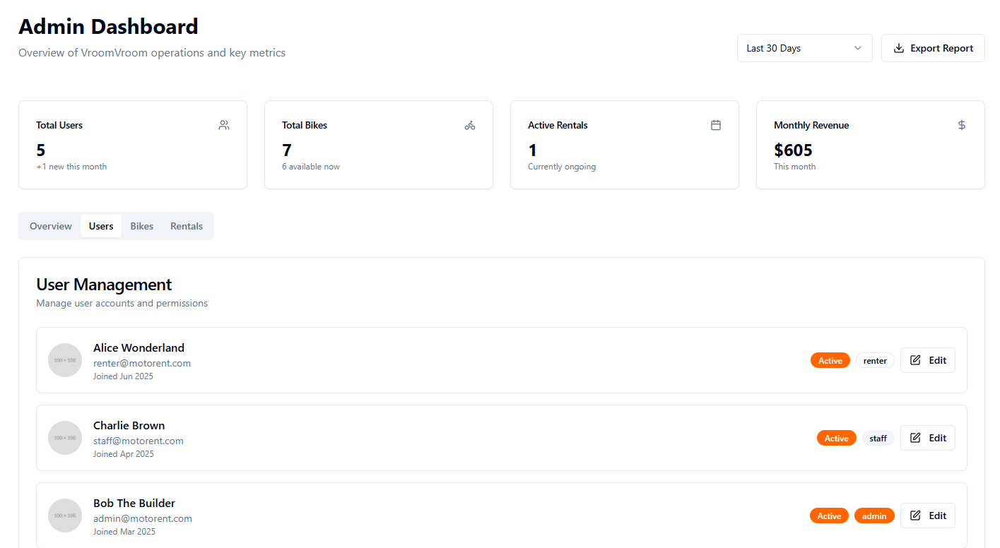 Admin Dashboard
Overview of VroomVroom operations and key metrics
Last 30 Days
Export Report
Total Users
5
+1 new this month
Total Bikes
7
6 available now
Active Rentals
1
Currently ongoing
Monthly Revenue
$605
This month
Overview Users Bikes Rentals
User Management
Manage user accounts and permissions
100 × 100
Alice Wonderland
renter@motorent.com
Joined Jun 2025
Active renter Edit
100 × 100
Charlie Brown
staff@motorent.com
Joined Apr 2025
Active staff Edit
100 × 100
Bob The Builder
admin@motorent.com
Joined Mar 2025
Active admin Edit